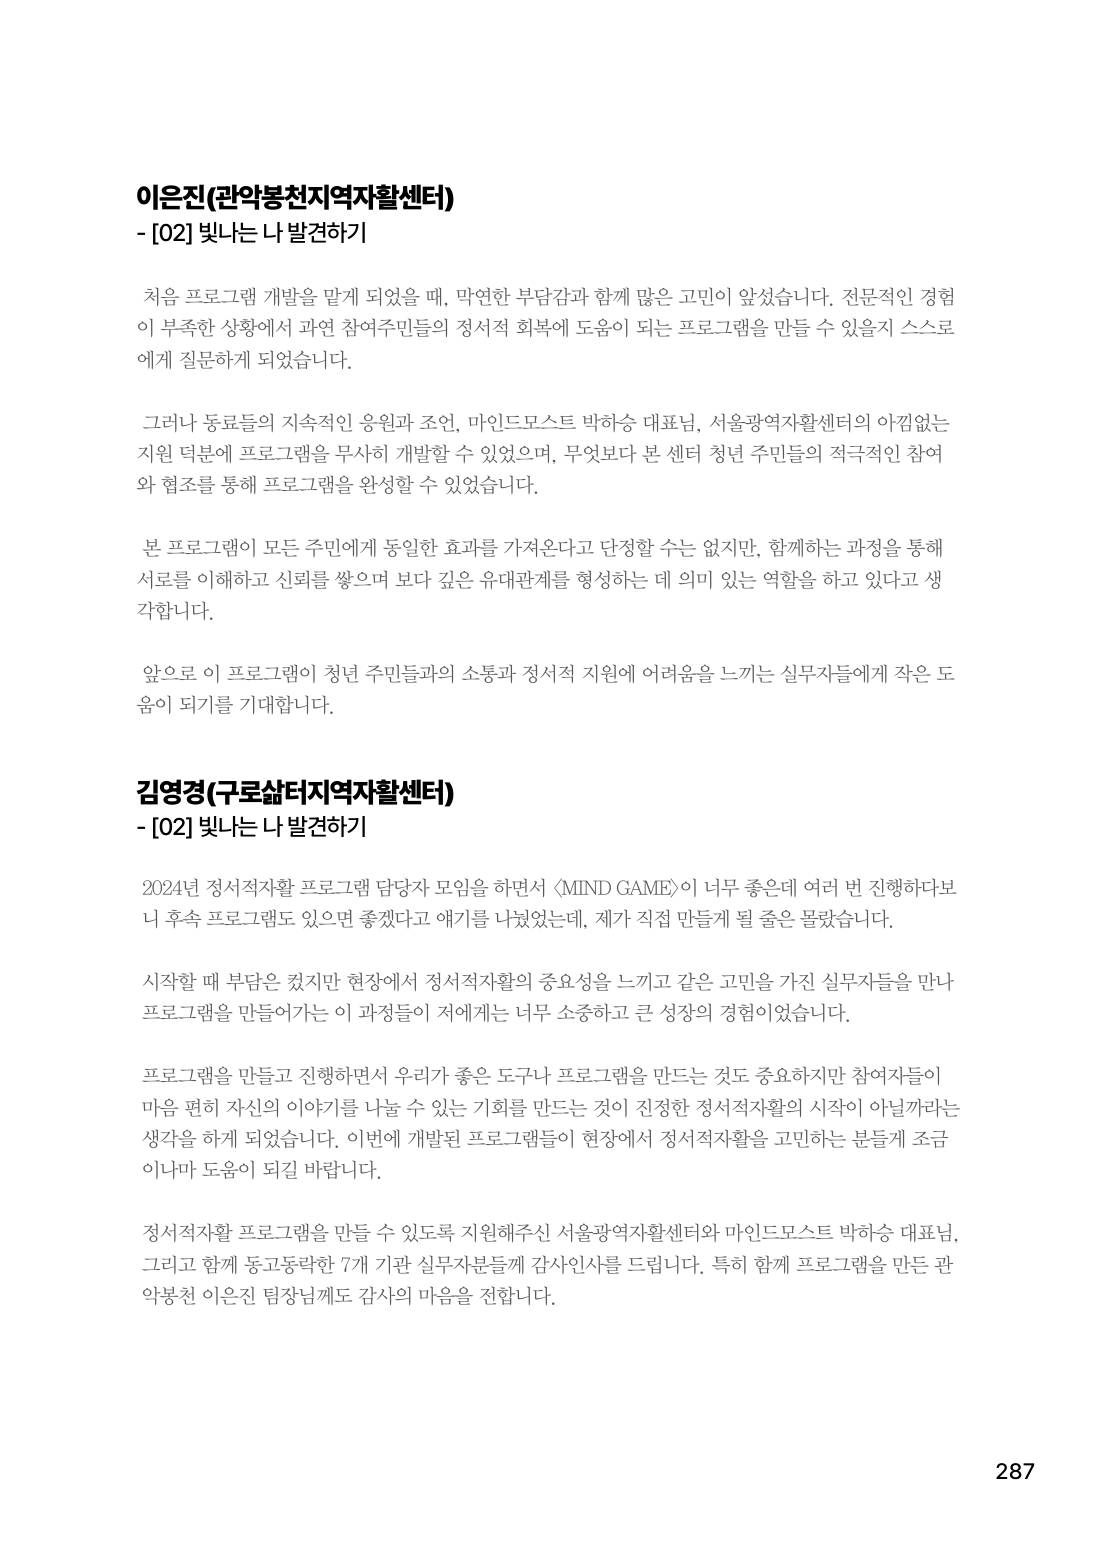 이은진(관악봉천지역자활센터)
- [02] 빛나는 나 발견하기
처음 프로그램 개발을 맡게 되었을 때, 막연한 부담감과 함께 많은 고민이 앞섰습니다. 전문적인 경험
이 부족한 상황에서 과연 참여주민들의 정서적 회복에 도움이 되는 프로그램을 만들 수 있을지 스스로
에게 질문하게 되었습니다.
그러나 동료들의 지속적인 응원과 조언, 마인드모스트 박하승 대표님, 서울광역자활센터의 아낌없는
지원 덕분에 프로그램을 무사히 개발할 수 있었으며, 무엇보다 본 센터 청년 주민들의 적극적인 참여
와 협조를 통해 프로그램을 완성할 수 있었습니다.
본 프로그램이 모든 주민에게 동일한 효과를 가져온다고 단정할 수는 없지만, 함께하는 과정을 통해
서로를 이해하고 신뢰를 쌓으며 보다 깊은 유대관계를 형성하는 데 의미 있는 역할을 하고 있다고 생
각합니다.
앞으로 이 프로그램이 청년 주민들과의 소통과 정서적 지원에 어려움을 느끼는 실무자들에게 작은 도
움이 되기를 기대합니다.
김영경(구로삶터지역자활센터)
- [02] 빛나는 나 발견하기
2024년 정서적자활 프로그램 담당자 모임을 하면서 〈MIND GAME〉이 너무 좋은데 여러 번 진행하다보
니 후속 프로그램도 있으면 좋겠다고 얘기를 나눴었는데, 제가 직접 만들게 될 줄은 몰랐습니다.
시작할 때 부담은 컸지만 현장에서 정서적자활의 중요성을 느끼고 같은 고민을 가진 실무자들을 만나
프로그램을 만들어가는 이 과정들이 저에게는 너무 소중하고 큰 성장의 경험이었습니다.
프로그램을 만들고 진행하면서 우리가 좋은 도구나 프로그램을 만드는 것도 중요하지만 참여자들이
마음 편히 자신의 이야기를 나눌 수 있는 기회를 만드는 것이 진정한 정서적자활의 시작이 아닐까라는
생각을 하게 되었습니다. 이번에 개발된 프로그램들이 현장에서 정서적자활을 고민하는 분들게 조금
이나마 도움이 되길 바랍니다.
정서적자활 프로그램을 만들 수 있도록 지원해주신 서울광역자활센터와 마인드모스트 박하승 대표님,
그리고 함께 동고동락한 7개 기관 실무자분들께 감사인사를 드립니다. 특히 함께 프로그램을 만든 관
악봉천 이은진 팀장님께도 감사의 마음을 전합니다.
287